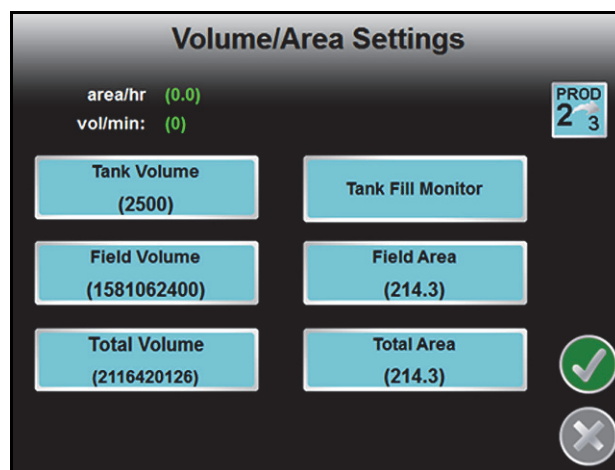 Volume/Area Settings
area/hr (0.0)
vol/min: (0)
PROD
2 3
Tank Volume
(2500)
Tank Fill Monitor
Field Volume
(1581062400)
Field Area
(214.3)
Total Volume
(2116420126)
Total Area
(214.3)